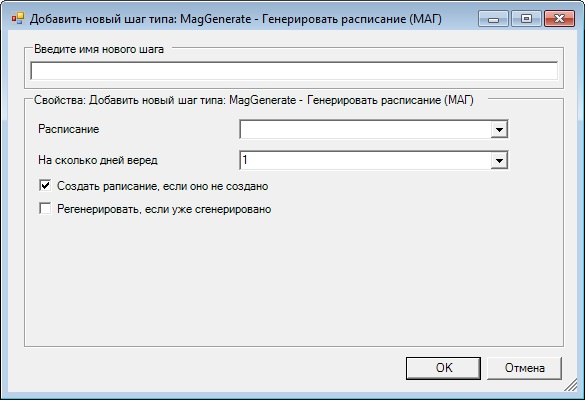 Добавить новый шаг типа: MagGenerate - Генерировать расписание (МАГ)
Введите имя нового шага
Свойства: Добавить новый шаг типа: MagGenerate - Генерировать расписание (МАГ)
Расписание
На сколько дней веред 1
Создать раписание, если оно не создано
Регенерировать, если уже сгенерировано
OK Отмена